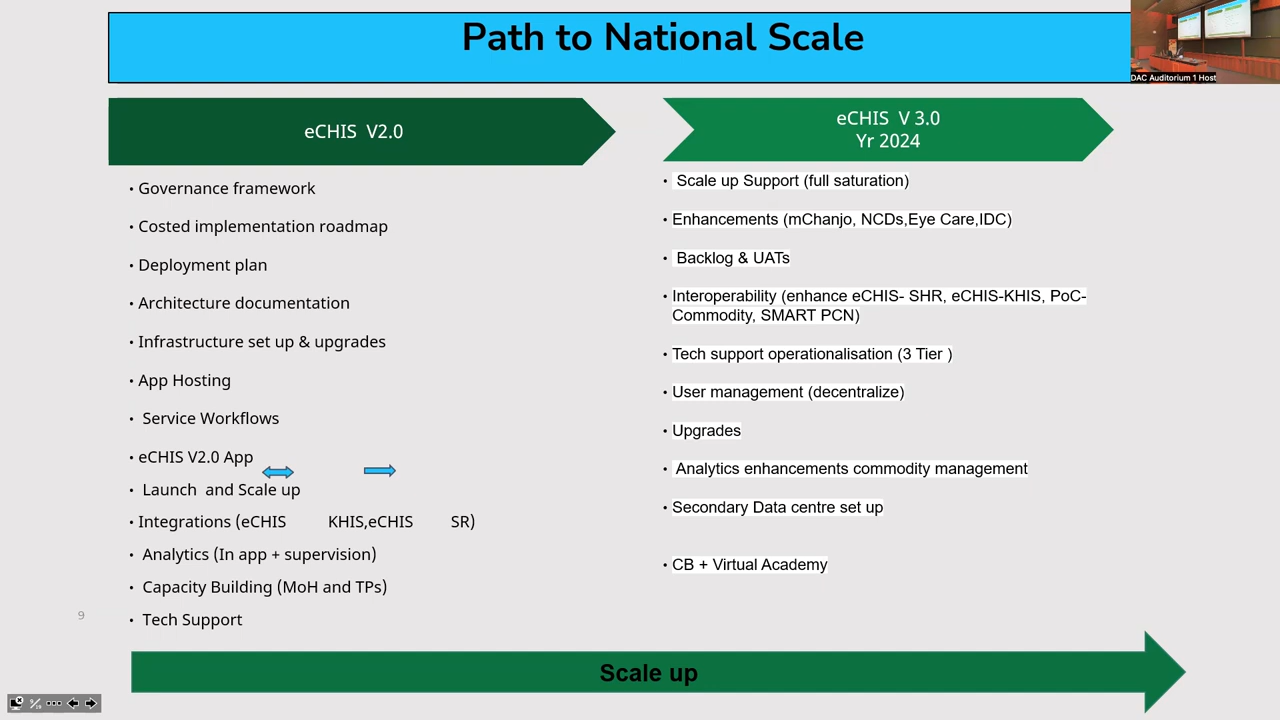 Path to National Scale
DAC Auditorium 1 Host
eCHIS V2.0
• Governance framework
• Costed implementation roadmap
• Deployment plan
• Architecture documentation
• Infrastructure set up & upgrades
• App Hosting
• Service Workflows
• eCHIS V2.0 App
• Launch and Scale up
• Integrations (eCHIS KHIS,eCHIS SR)
• Analytics (In app + supervision)
• Capacity Building (MoH and TPs)
• Tech Support
eCHIS V 3.0
Yr 2024
• Scale up Support (full saturation)
• Enhancements (mChanjo, NCDs,Eye Care,IDC)
• Backlog & UATs
• Interoperability (enhance eCHIS- SHR, eCHIS-KHIS, PoC-
Commodity, SMART PCN)
• Tech support operationalisation (3 Tier )
• User management (decentralize)
• Upgrades
• Analytics enhancements commodity management
• Secondary Data centre set up
• CB + Virtual Academy
9
Scale up